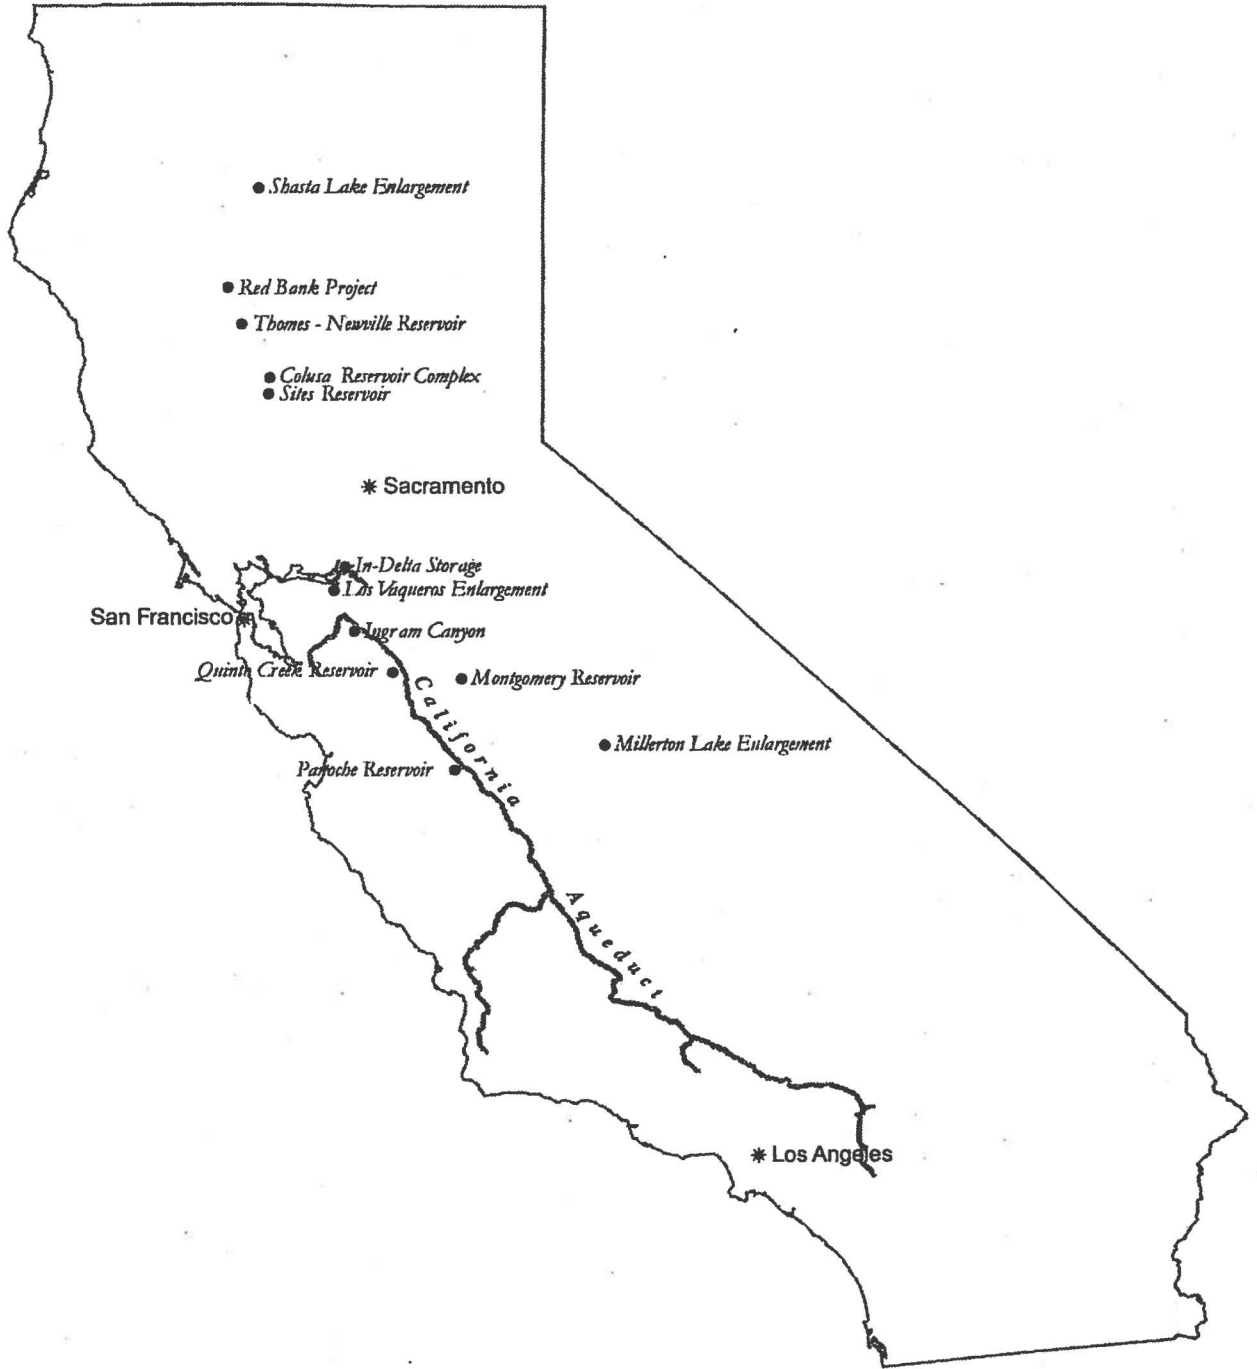 Shasta Lake Enlargement
Red Bank Project
Thomes - Newville Reservoir
Colusa Reservoir Complex
Sites Reservoir
Sacramento
In-Delta Storage
Los Vaqueros Enlargement
San Francisco
Ingram Canyon
Quinto Creek Reservoir
Montgomery Reservoir
California
Millerton Lake Enlargement
Panoche Reservoir
Aqueduct
Los Angeles